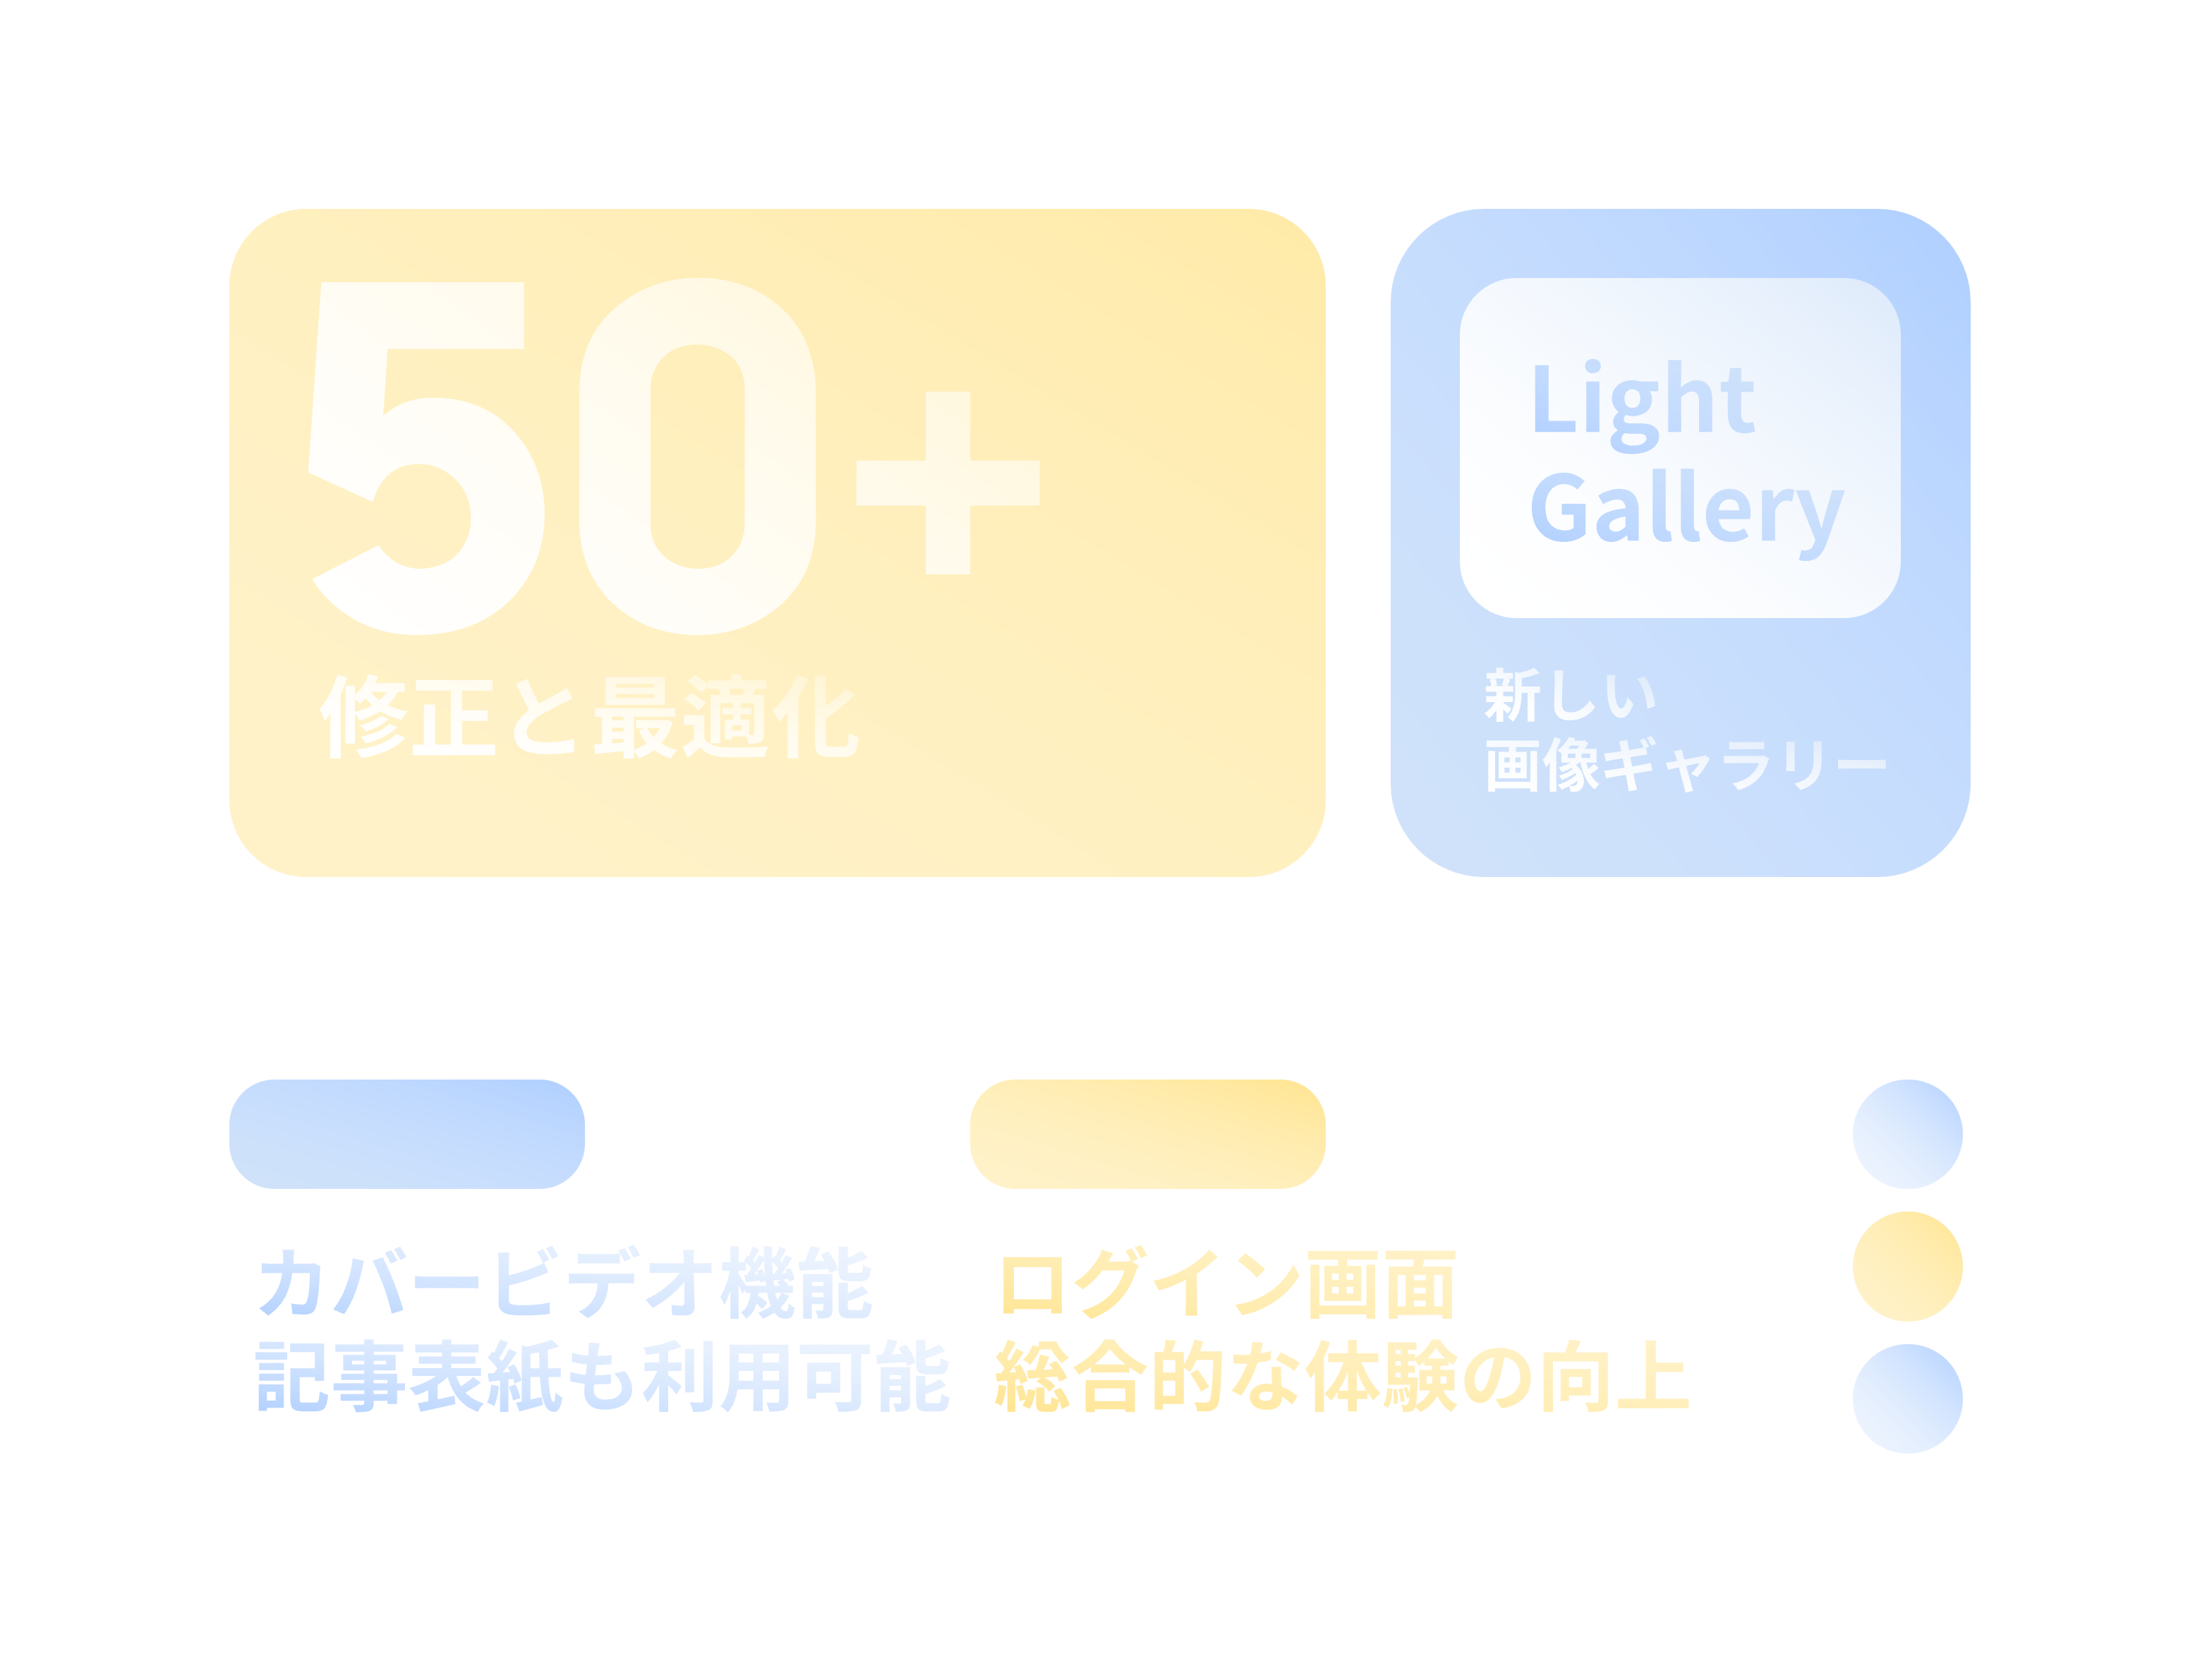 50+
修正と最適化
Light
Gallery
新しい
画像ギャラリー
カバービデオ機能
記事表紙を利用可能
ログイン画面
総合的な体験の向上